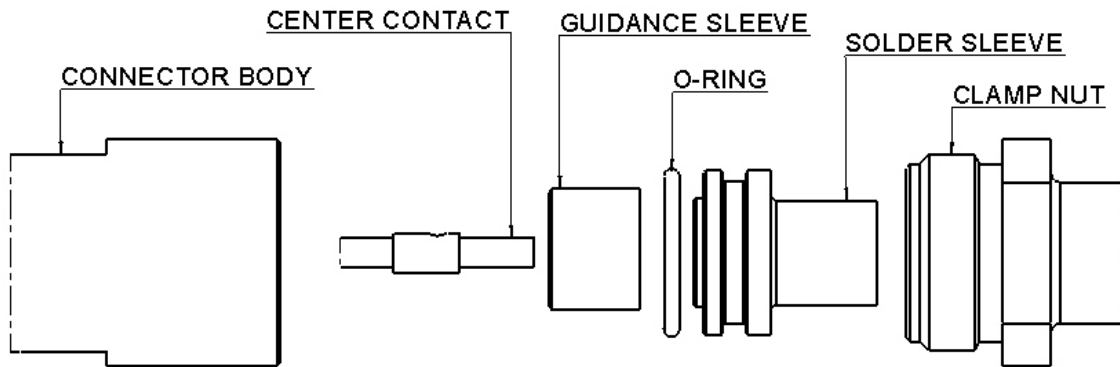 CENTER CONTACT
GUIDANCE SLEEVE
SOLDER SLEEVE
CONNECTOR BODY
O-RING
CLAMP NUT